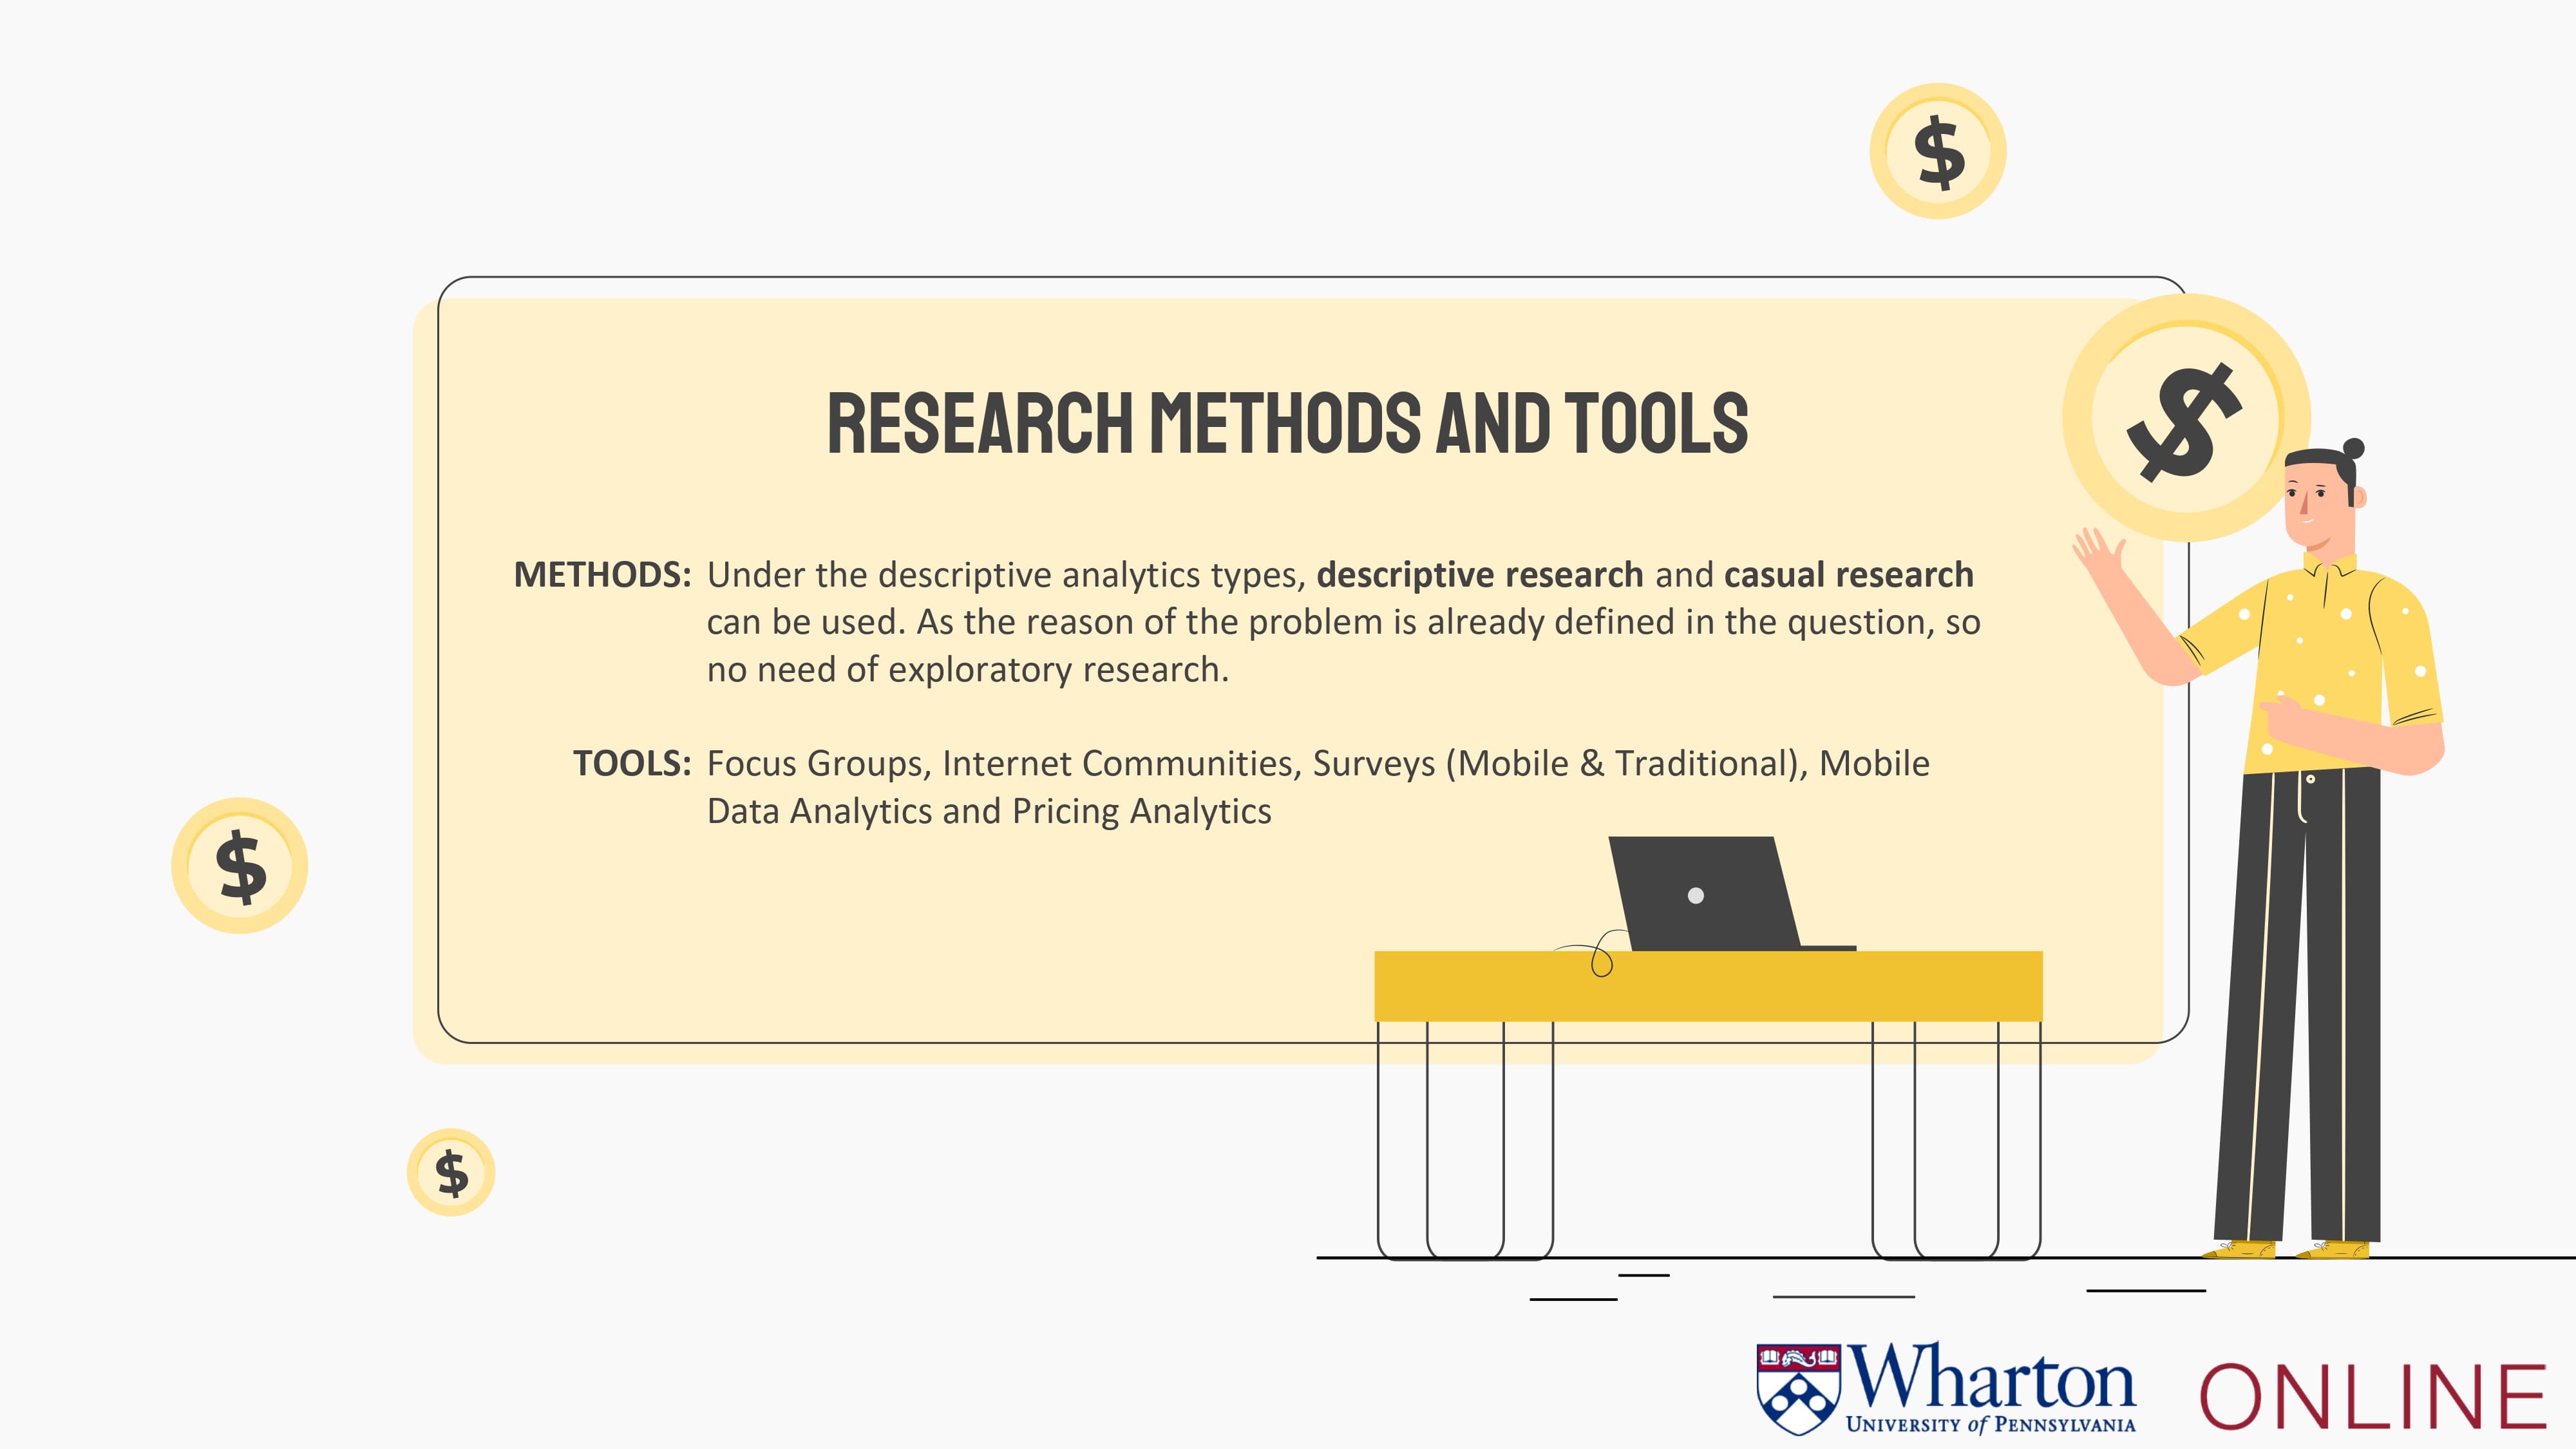 RESEARCH METHODS AND TOOLS
METHODS: Under the descriptive analytics types, descriptive research and casual research
can be used. As the reason of the problem is already defined in the question, so
no need of exploratory research.
TOOLS: Focus Groups, Internet Communities, Surveys (Mobile & Traditional), Mobile
Data Analytics and Pricing Analytics
$
$
$
$
Wharton
UNIVERSITY of PENNSYLVANIA
ONLINE